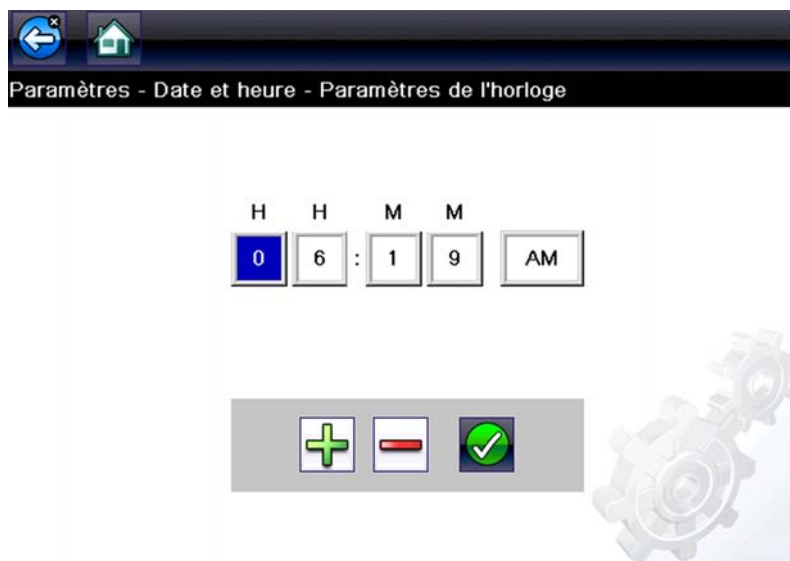 Paramètres - Date et heure - Paramètres de l'horloge
H H M M
0 6 : 1 9 AM